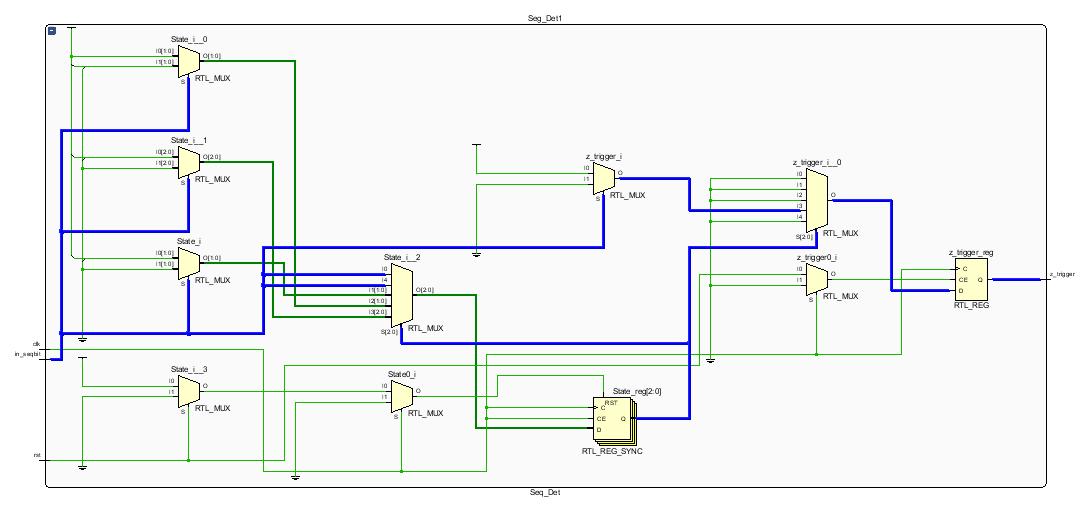 Seg_Det1
State_i__0
I0[1:0]
I1[1:0]
O[1:0]
S
RTL_MUX
State_i__1
I0[2:0]
I1[2:0]
O[2:0]
S
RTL_MUX
State_i
I0[1:0]
I1[1:0]
O[1:0]
S
RTL_MUX
State_i__2
I0
I4
I1[1:0]
I2[1:0]
I3[2:0]
O[2:0]
S[2:0]
RTL_MUX
z_trigger_i
I0
I1
O
S
RTL_MUX
z_trigger_i__0
I0
I1
I2
I3
I4
O
S[2:0]
RTL_MUX
z_trigger0_i
I0
I1
O
S
RTL_MUX
z_trigger_reg
C
CE
D
Q
RTL_REG
z_trigger
clk
in_seqbit
State_i__3
I0
I1
O
S
RTL_MUX
State0_i
I0
I1
O
S
RTL_MUX
State_reg[2:0]
RST
C
CE
D
Q
RTL_REG_SYNC
rst
Seq_Det